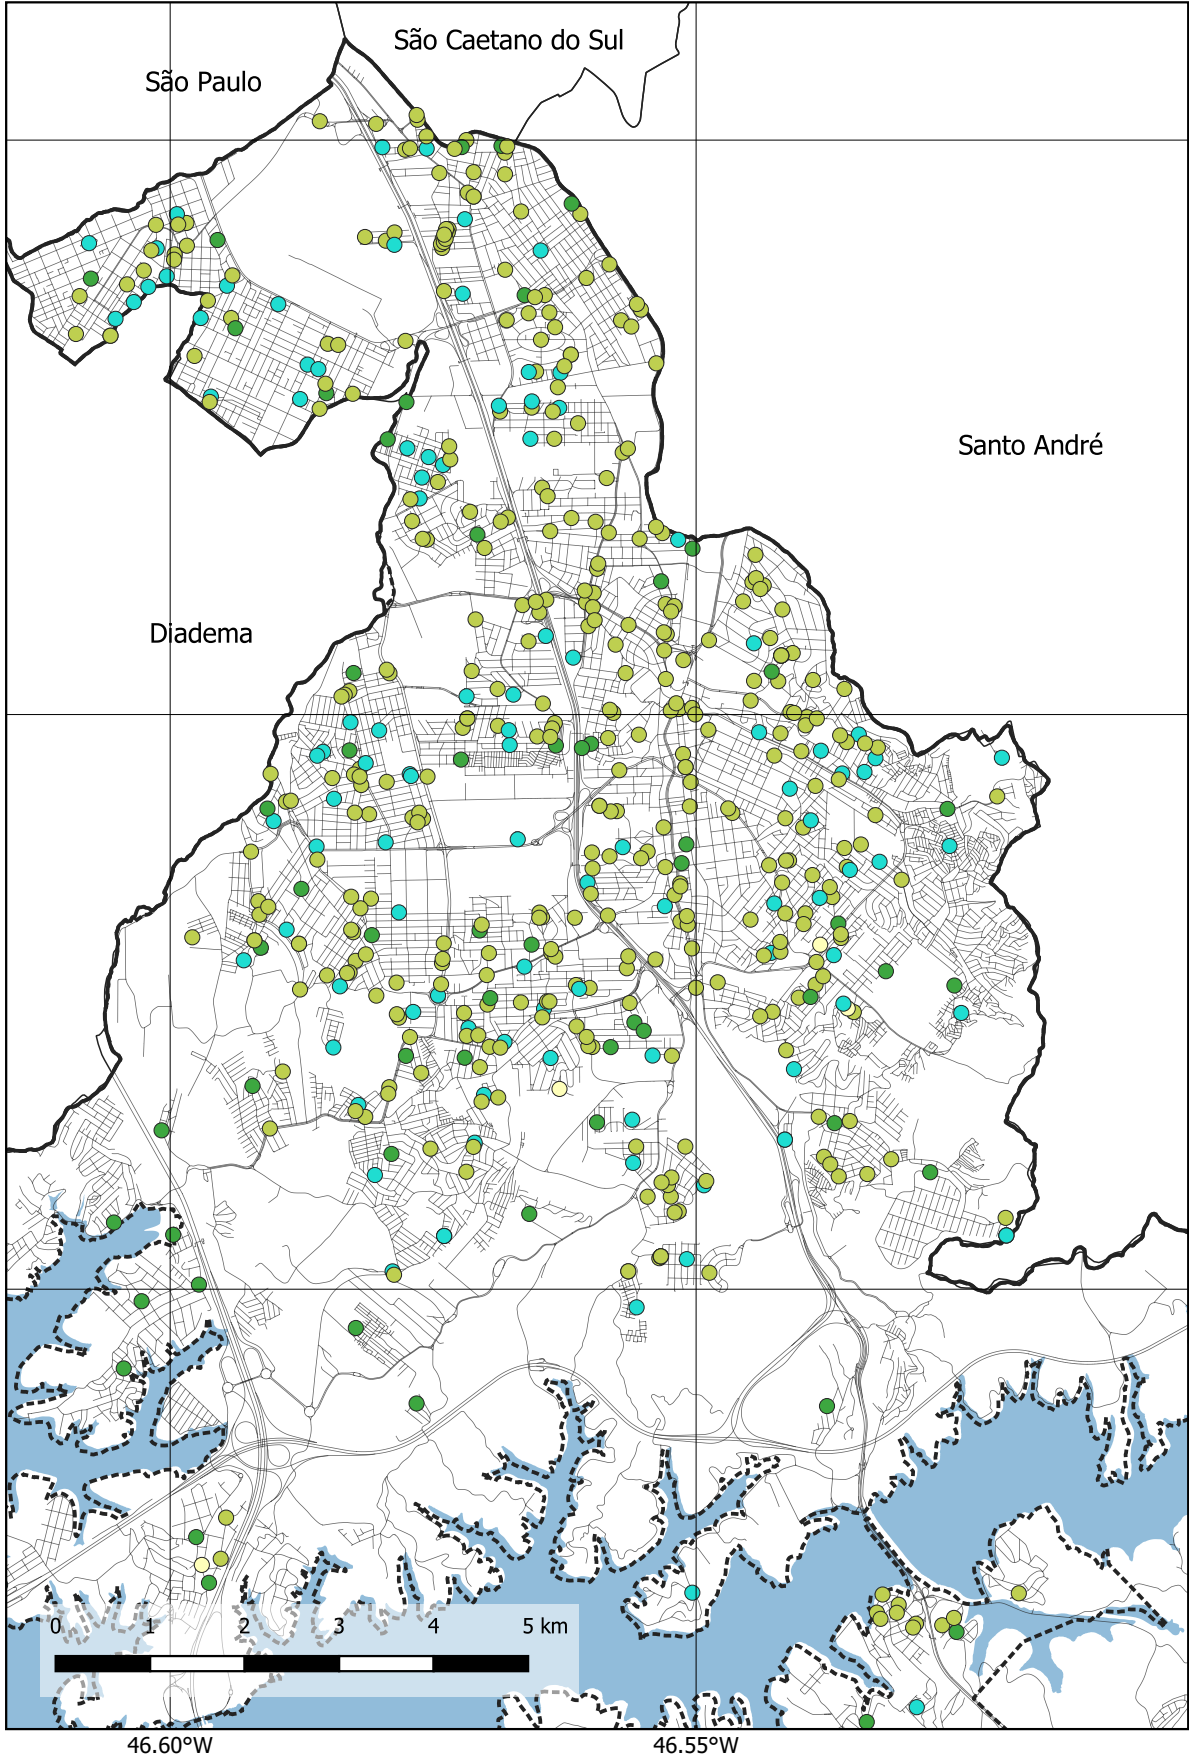 São Caetano do Sul
São Paulo
Santo André
Diadema
0 1 2 3 4 5 km
46.60°W 46.55°W